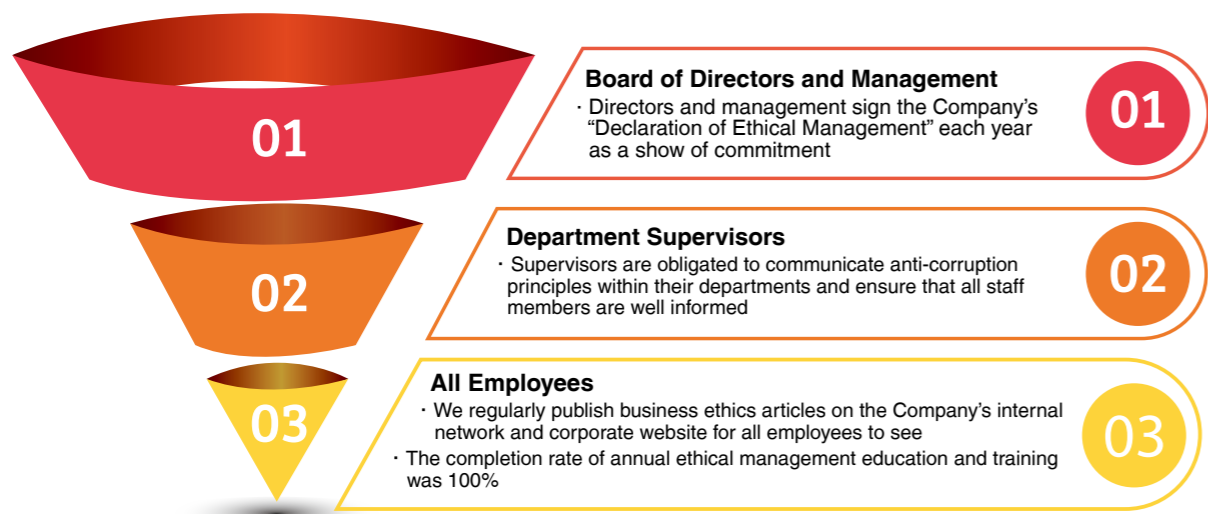 01
Board of Directors and Management
· Directors and management sign the Company's
“Declaration of Ethical Management” each year
as a show of commitment
01
02
Department Supervisors
· Supervisors are obligated to communicate anti-corruption
principles within their departments and ensure that all staff
members are well informed
02
03
All Employees
· We regularly publish business ethics articles on the Company's internal
network and corporate website for all employees to see
· The completion rate of annual ethical management education and training
was 100%
03